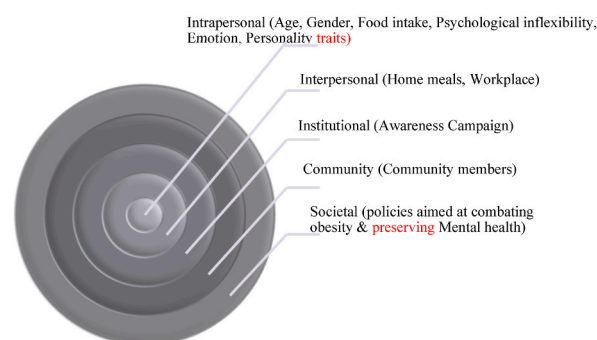 Intrapersonal (Age, Gender, Food intake, Psychological inflexibility,
Emotion, Personality traits)
Interpersonal (Home meals, Workplace)
Institutional (Awareness Campaign)
Community (Community members)
Societal (policies aimed at combating
obesity & preserving Mental health)